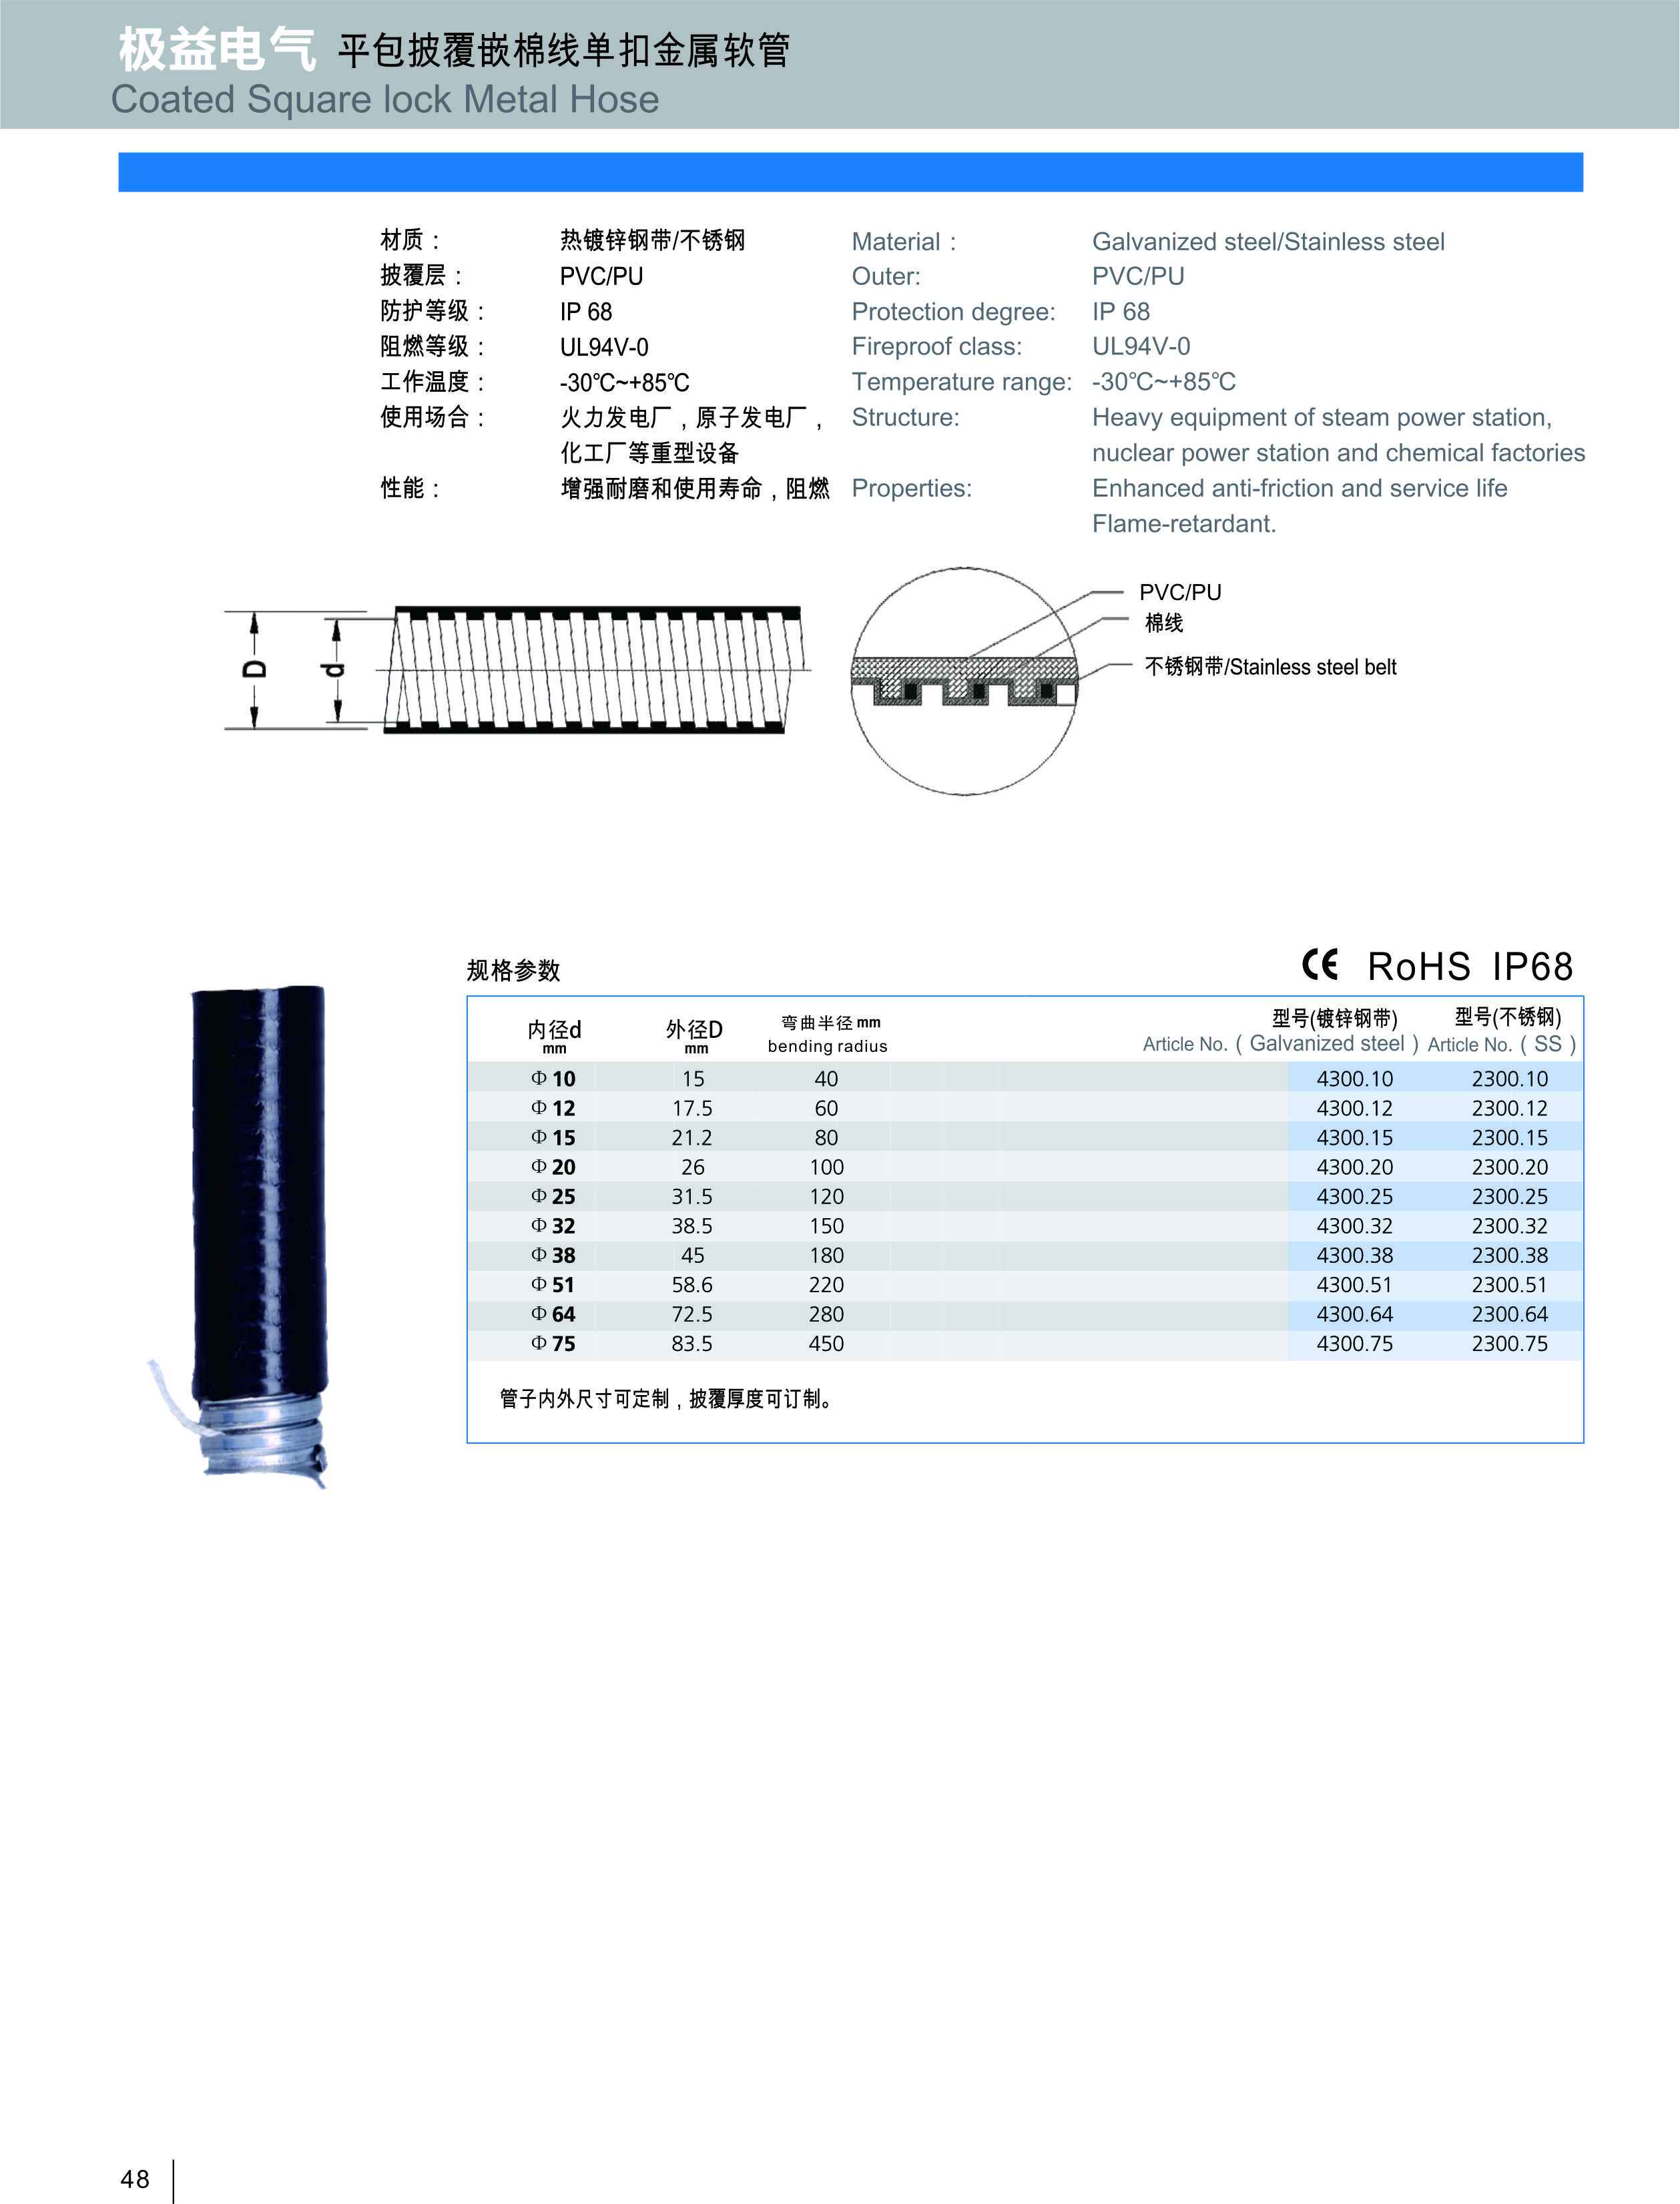 极益电气 平包披覆嵌棉线单扣金属软管
Coated Square lock Metal Hose
材质： 热镀锌钢带/不锈钢 Material： Galvanized steel/Stainless steel
披覆层： PVC/PU Outer: PVC/PU
防护等级： IP 68 Protection degree: IP 68
阻燃等级： UL94V-0 Fireproof class: UL94V-0
工作温度： -30℃~+85℃ Temperature range: -30℃~+85℃
使用场合： 火力发电厂，原子发电厂， Structure: Heavy equipment of steam power station,
化工厂等重型设备 nuclear power station and chemical factories
性能： 增强耐磨和使用寿命，阻燃 Properties: Enhanced anti-friction and service life
Flame-retardant.
D
d
PVC/PU
棉线
不锈钢带/Stainless steel belt
规格参数 CE RoHS IP68
内径d 外径D 弯曲半径 mm 型号(镀锌钢带) 型号(不锈钢)
mm mm bending radius Article No.（Galvanized steel） Article No.（SS）
Φ 10 15 40 4300.10 2300.10
Φ 12 17.5 60 4300.12 2300.12
Φ 15 21.2 80 4300.15 2300.15
Φ 20 26 100 4300.20 2300.20
Φ 25 31.5 120 4300.25 2300.25
Φ 32 38.5 150 4300.32 2300.32
Φ 38 45 180 4300.38 2300.38
Φ 51 58.6 220 4300.51 2300.51
Φ 64 72.5 280 4300.64 2300.64
Φ 75 83.5 450 4300.75 2300.75
管子内外尺寸可定制，披覆厚度可订制。
48